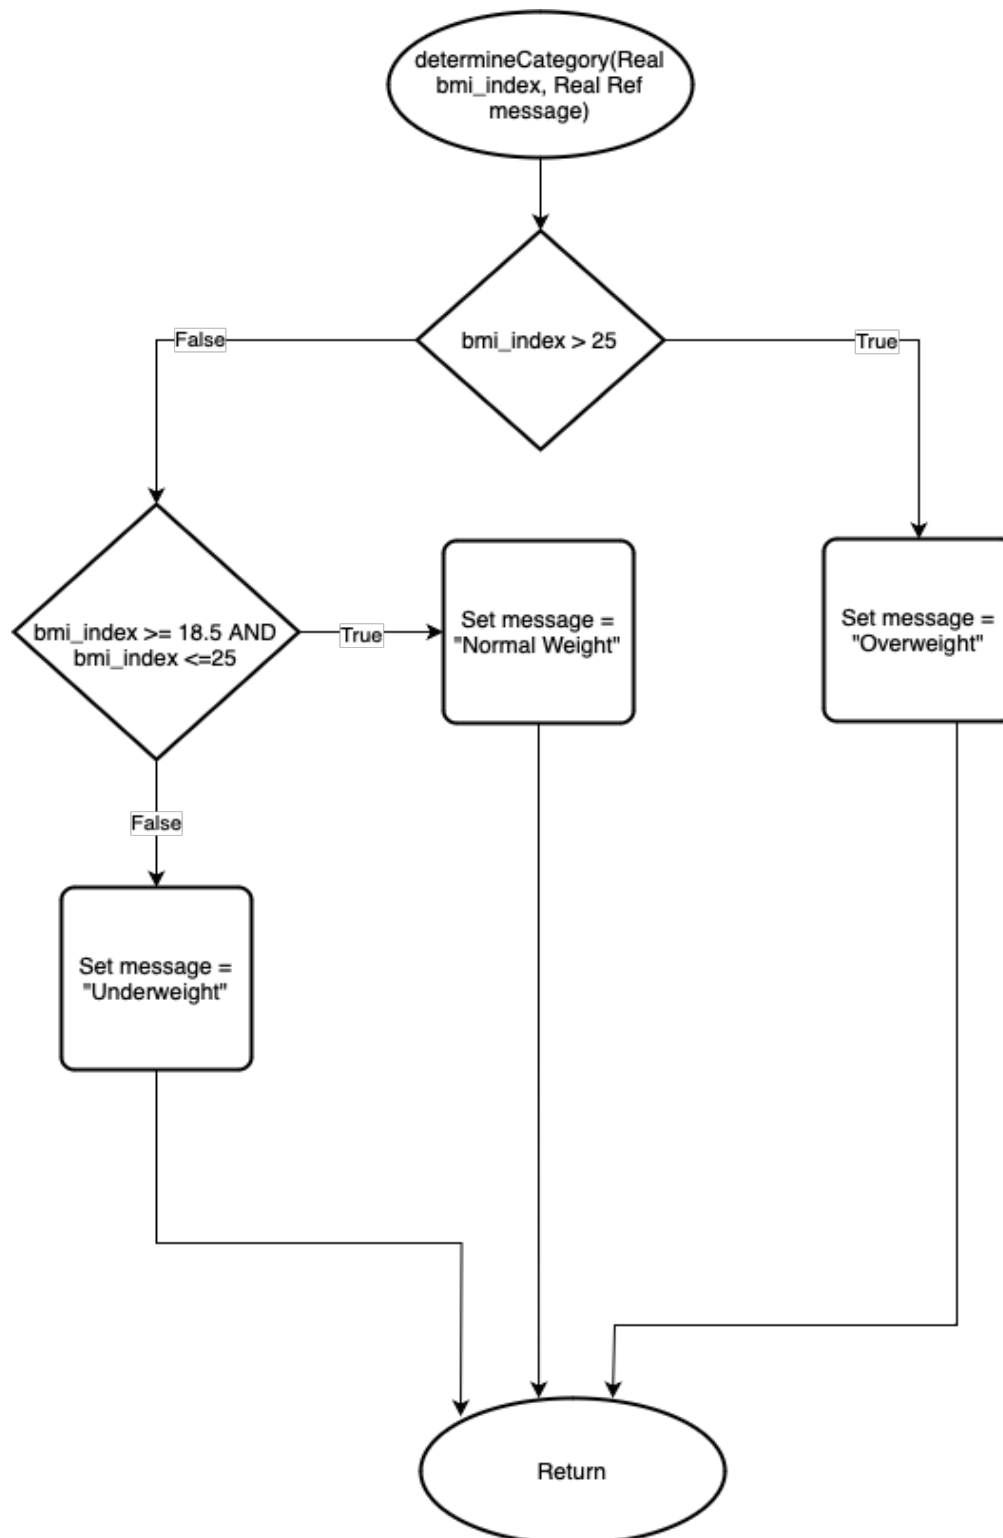 determineCategory(Real
bmi_index, Real Ref
message)
bmi_index > 25
False
True
bmi_index >= 18.5 AND
bmi_index <=25
True
Set message =
"Normal Weight"
Set message =
"Overweight"
False
Set message =
"Underweight"
Return